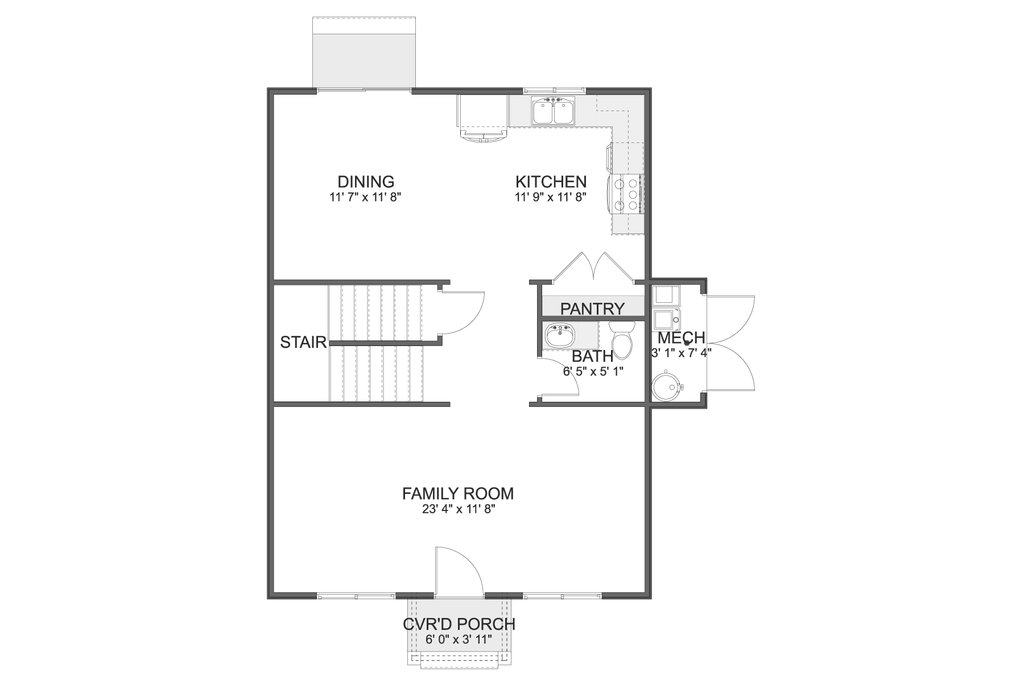 DINING
11' 7" x 11' 8"
KITCHEN
11' 9" x 11' 8"
PANTRY
STAIR
MECH
3' 1" x 7' 4"
BATH
6' 5" x 5' 1"
FAMILY ROOM
23' 4" x 11' 8"
CVR'D PORCH
6' 0" x 3' 11"